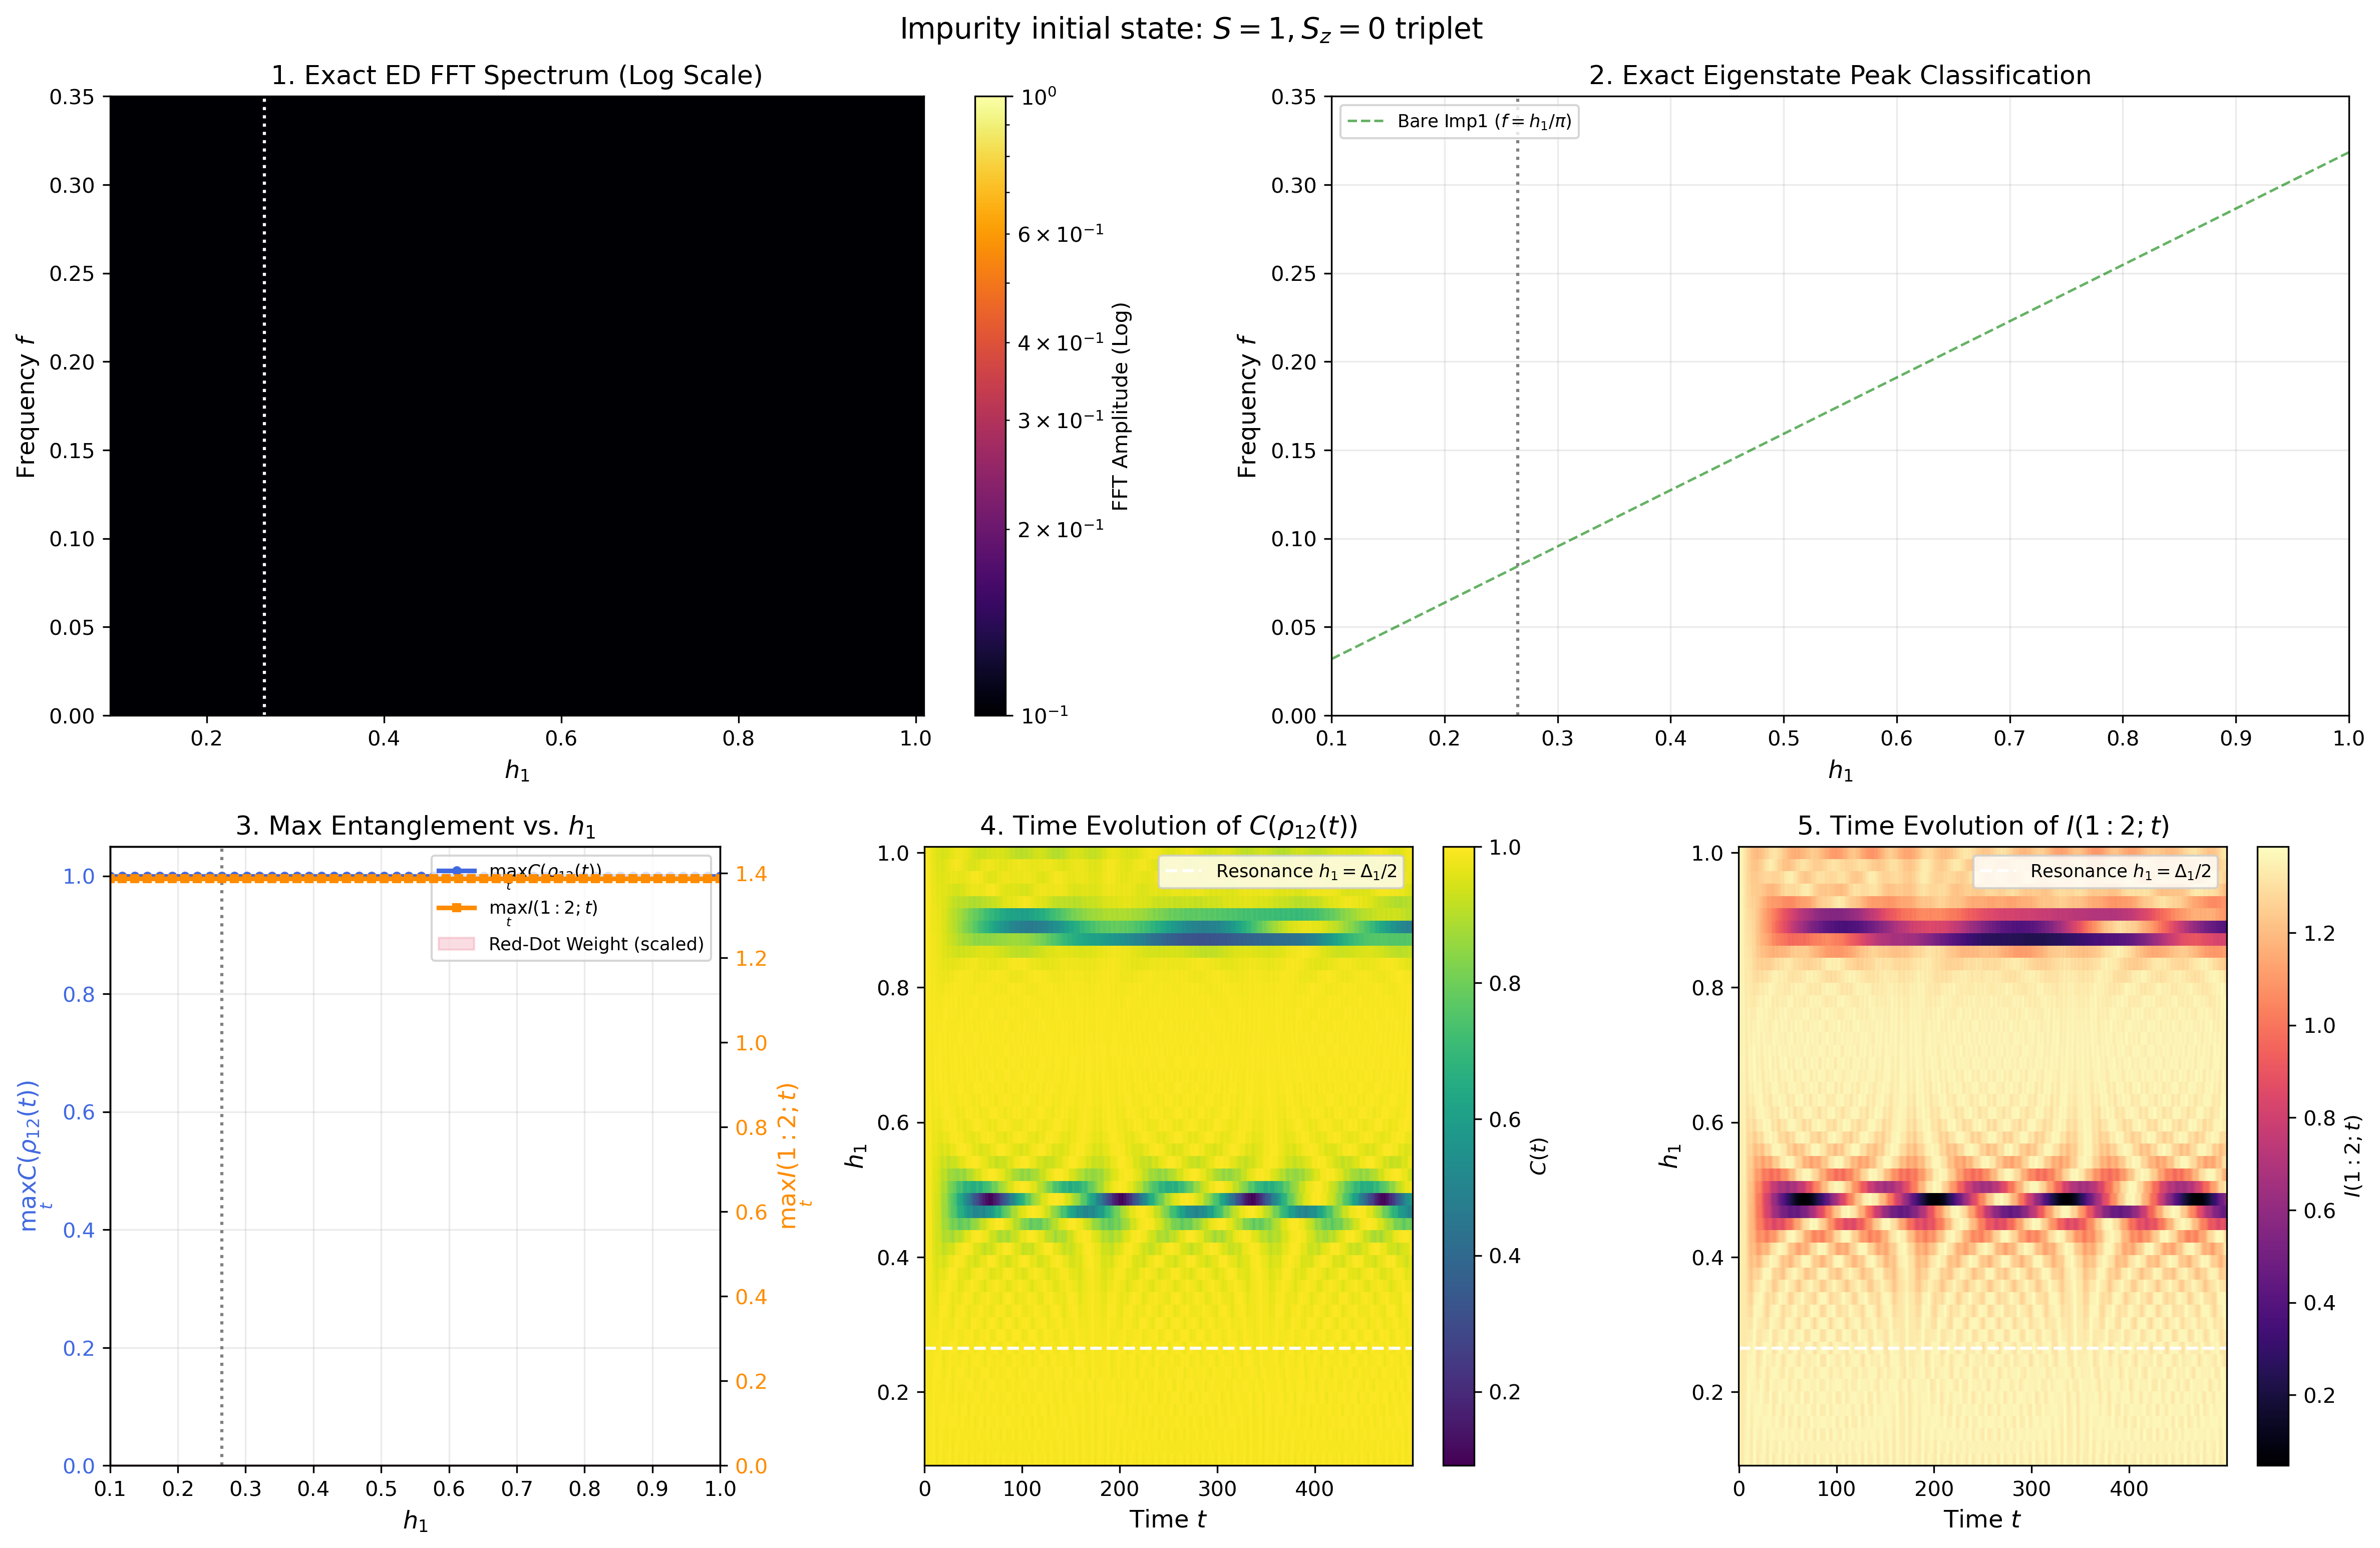 Impurity initial state: $S = 1, S_z = 0$ triplet
1. Exact ED FFT Spectrum (Log Scale)
0.35
0.30
0.25
0.20
0.15
0.10
0.05
0.00
Frequency $f$
0.2 0.4 0.6 0.8 1.0
$h_1$
$10^0$
$6 \times 10^{-1}$
$4 \times 10^{-1}$
$3 \times 10^{-1}$
$2 \times 10^{-1}$
$10^{-1}$
FFT Amplitude (Log)
2. Exact Eigenstate Peak Classification
Bare Imp1 ($f = h_1/\pi$)
0.35
0.30
0.25
0.20
0.15
0.10
0.05
0.00
Frequency $f$
0.1 0.2 0.3 0.4 0.5 0.6 0.7 0.8 0.9 1.0
$h_1$
3. Max Entanglement vs. $h_1$
$\max_t C(\rho_{12}(t))$
$\max_t I(1:2; t)$
Red-Dot Weight (scaled)
1.0
0.8
0.6
0.4
0.2
0.0
$\max_t C(\rho_{12}(t))$
1.4
1.2
1.0
0.8
0.6
0.4
0.2
0.0
$\max_t I(1:2; t)$
0.1 0.2 0.3 0.4 0.5 0.6 0.7 0.8 0.9 1.0
$h_1$
4. Time Evolution of $C(\rho_{12}(t))$
Resonance $h_1 = \Delta_1/2$
1.0
0.8
0.6
0.4
0.2
$h_1$
0 100 200 300 400
Time $t$
1.0
0.8
0.6
0.4
0.2
$C(t)$
5. Time Evolution of $I(1:2; t)$
Resonance $h_1 = \Delta_1/2$
1.0
0.8
0.6
0.4
0.2
$h_1$
0 100 200 300 400
Time $t$
1.2
1.0
0.8
0.6
0.4
0.2
$I(1:2; t)$